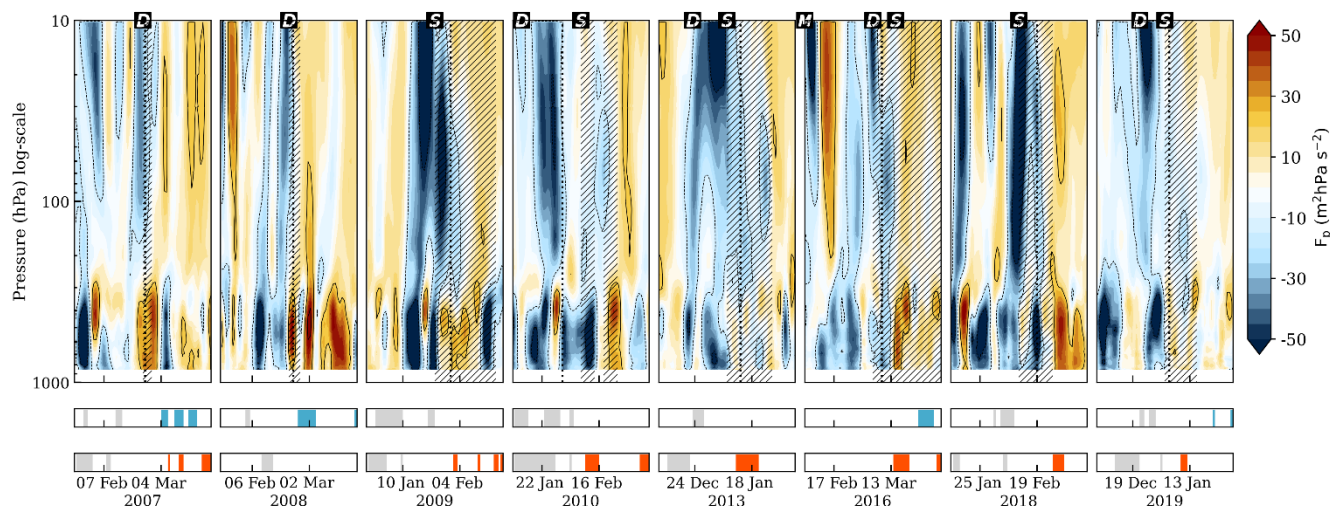 D D S D S D S M D S S D S
10
100
1000
Pressure (hPa) log-scale
50
30
10
-10
-30
-50
F_D (m²hPa s⁻²)
07 Feb 04 Mar 06 Feb 02 Mar 10 Jan 04 Feb 22 Jan 16 Feb 24 Dec 18 Jan 17 Feb 13 Mar 25 Jan 19 Feb 19 Dec 13 Jan
2007 2008 2009 2010 2013 2016 2018 2019